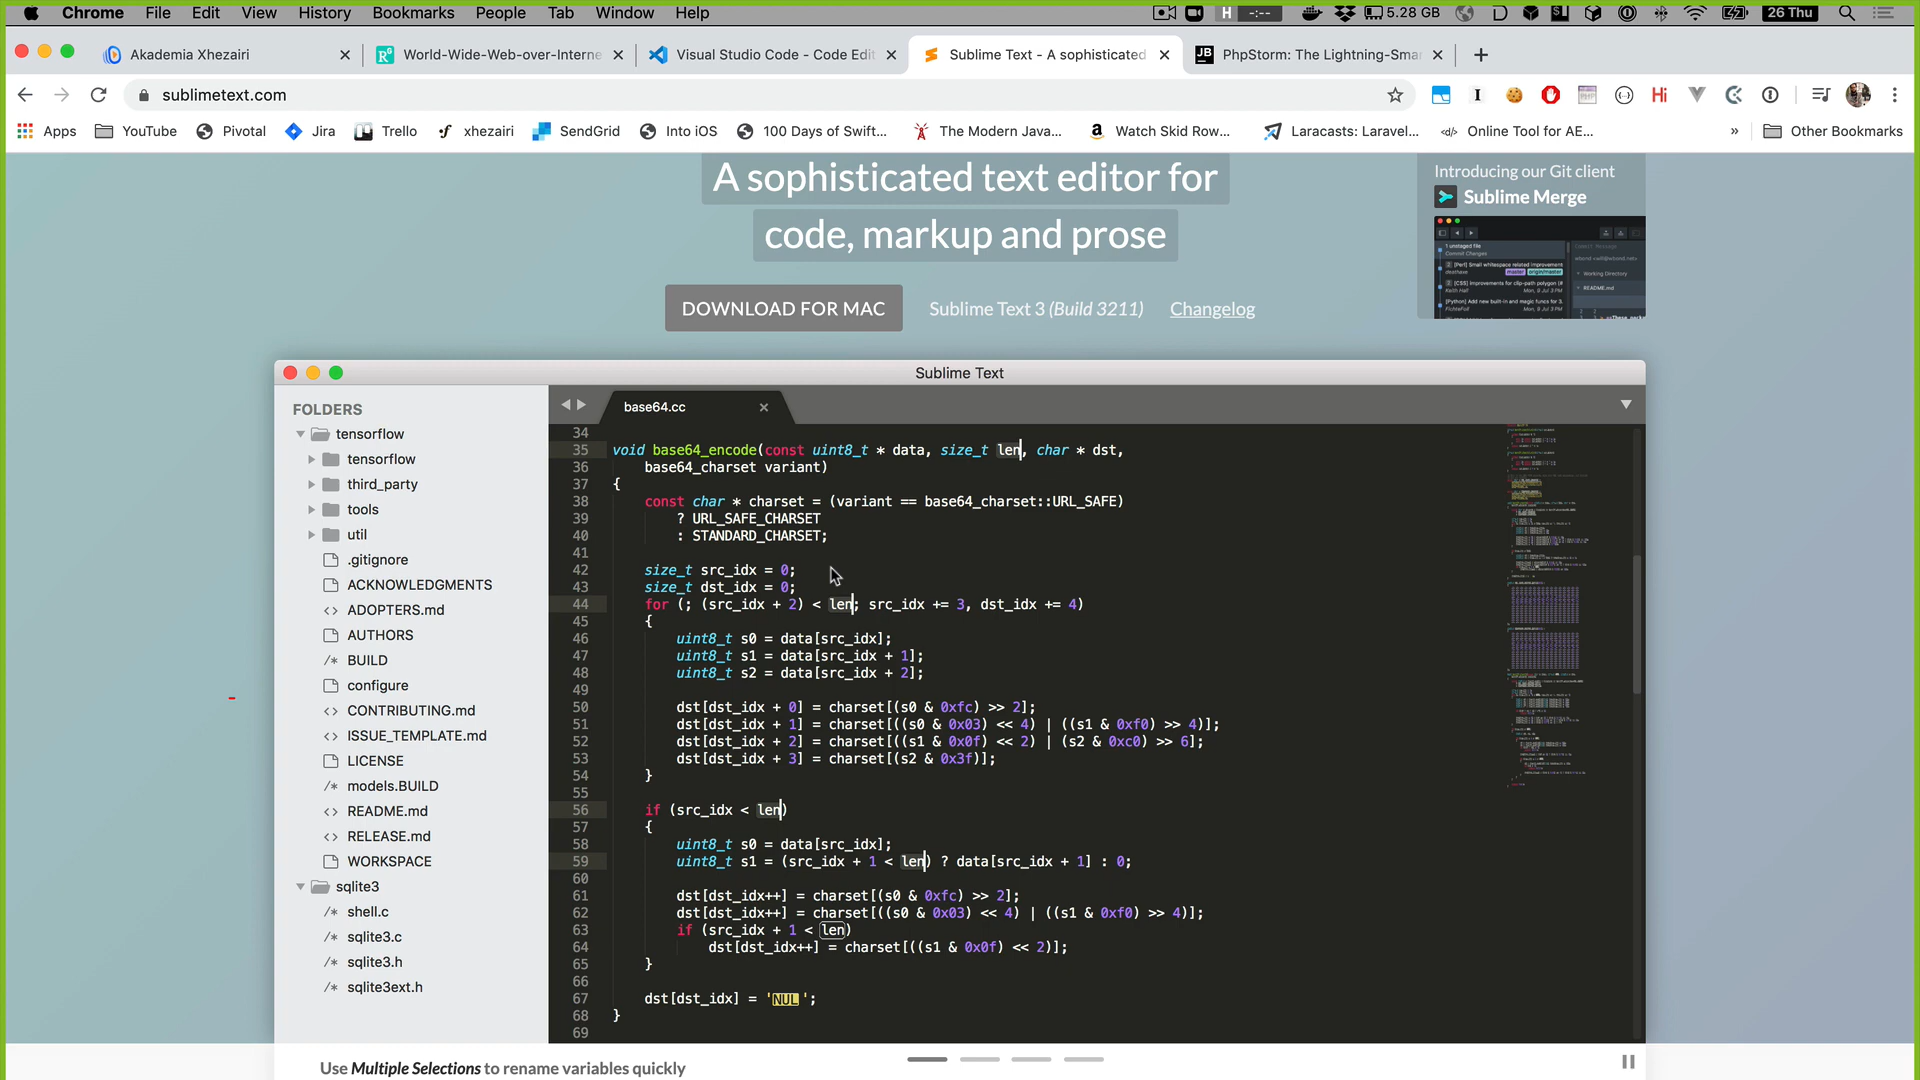 Chrome File Edit View History Bookmarks People Tab Window Help
H -:-- 5.28 GB 26 Thu
Akademia Xhezairi
World-Wide-Web-over-Interne
Visual Studio Code - Code Edit
Sublime Text - A sophisticated
PhpStorm: The Lightning-Smar
sublimetext.com
Apps YouTube Pivotal Jira Trello xhezairi SendGrid Into iOS 100 Days of Swift... The Modern Java... Watch Skid Row... Laracasts: Laravel... Online Tool for AE... » Other Bookmarks
A sophisticated text editor for
code, markup and prose
Introducing our Git client
Sublime Merge
DOWNLOAD FOR MAC Sublime Text 3 (Build 3211) Changelog
Sublime Text
FOLDERS
tensorflow
tensorflow
third_party
tools
util
.gitignore
ACKNOWLEDGMENTS
<> ADOPTERS.md
AUTHORS
/* BUILD
configure
<> CONTRIBUTING.md
<> ISSUE_TEMPLATE.md
LICENSE
/* models.BUILD
<> README.md
<> RELEASE.md
WORKSPACE
sqlite3
/* shell.c
/* sqlite3.c
/* sqlite3.h
/* sqlite3ext.h
base64.cc
34
35 void base64_encode(const uint8_t * data, size_t len, char * dst,
36     base64_charset variant)
37 {
38     const char * charset = (variant == base64_charset::URL_SAFE)
39         ? URL_SAFE_CHARSET
40         : STANDARD_CHARSET;
41
42     size_t src_idx = 0;
43     size_t dst_idx = 0;
44     for (; (src_idx + 2) < len; src_idx += 3, dst_idx += 4)
45     {
46         uint8_t s0 = data[src_idx];
47         uint8_t s1 = data[src_idx + 1];
48         uint8_t s2 = data[src_idx + 2];
49
50         dst[dst_idx + 0] = charset[(s0 & 0xfc) >> 2];
51         dst[dst_idx + 1] = charset[((s0 & 0x03) << 4) | ((s1 & 0xf0) >> 4)];
52         dst[dst_idx + 2] = charset[((s1 & 0x0f) << 2) | (s2 & 0xc0) >> 6];
53         dst[dst_idx + 3] = charset[(s2 & 0x3f)];
54     }
55
56     if (src_idx < len)
57     {
58         uint8_t s0 = data[src_idx];
59         uint8_t s1 = (src_idx + 1 < len) ? data[src_idx + 1] : 0;
60
61         dst[dst_idx++] = charset[(s0 & 0xfc) >> 2];
62         dst[dst_idx++] = charset[((s0 & 0x03) << 4) | ((s1 & 0xf0) >> 4)];
63         if (src_idx + 1 < len)
64             dst[dst_idx++] = charset[((s1 & 0x0f) << 2)];
65     }
66
67     dst[dst_idx] = 'NUL';
68 }
69
Use Multiple Selections to rename variables quickly